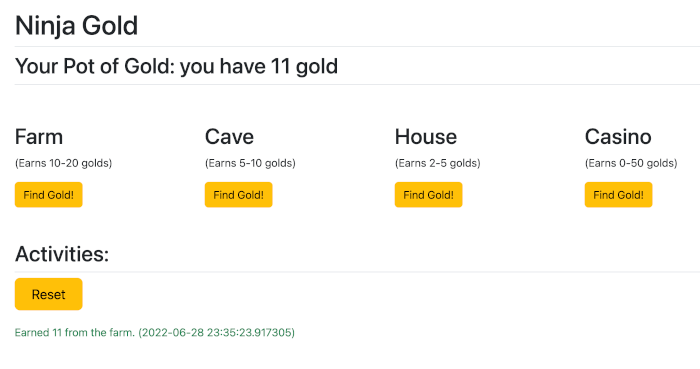 Ninja Gold
Your Pot of Gold: you have 11 gold
Farm
(Earns 10-20 golds)
Find Gold!
Cave
(Earns 5-10 golds)
Find Gold!
House
(Earns 2-5 golds)
Find Gold!
Casino
(Earns 0-50 golds)
Find Gold!
Activities:
Reset
Earned 11 from the farm. (2022-06-28 23:35:23.917305)